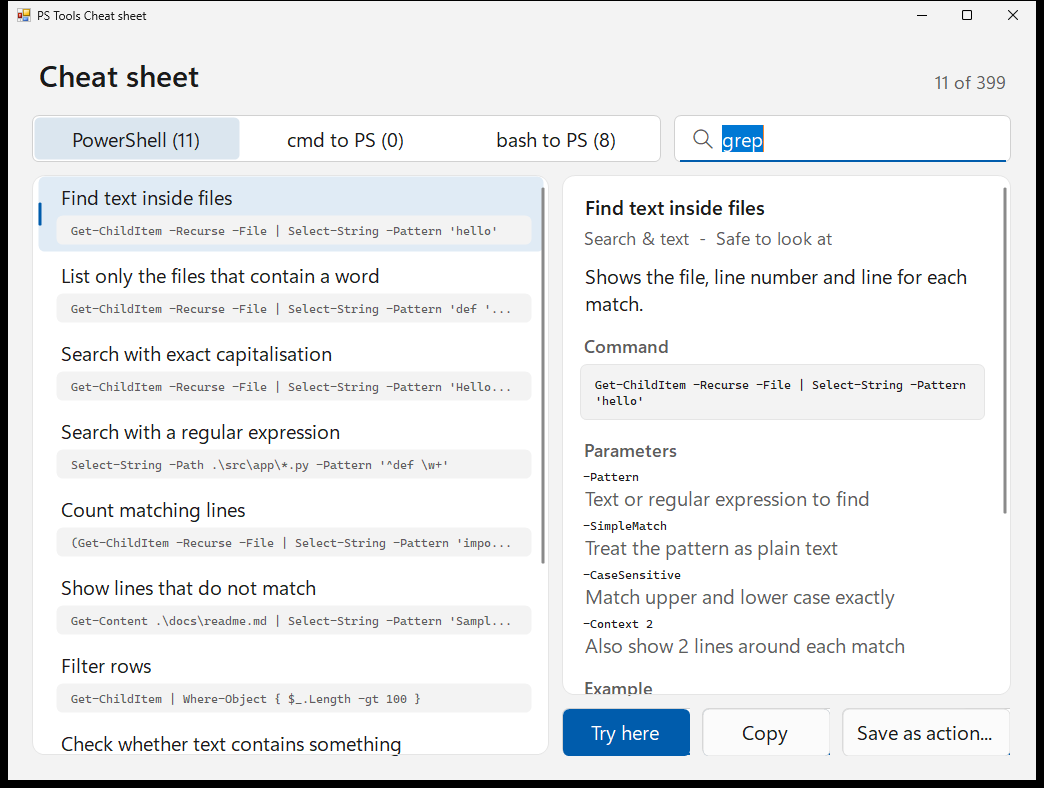 PS Tools Cheat sheet
Cheat sheet
11 of 399
PowerShell (11)
cmd to PS (0)
bash to PS (8)
grep
Find text inside files
Get-ChildItem -Recurse -File | Select-String -Pattern 'hello'
List only the files that contain a word
Get-ChildItem -Recurse -File | Select-String -Pattern 'def '...
Search with exact capitalisation
Get-ChildItem -Recurse -File | Select-String -Pattern 'Hello...
Search with a regular expression
Select-String -Path .\src\app\*.py -Pattern '^def \w+'
Count matching lines
(Get-ChildItem -Recurse -File | Select-String -Pattern 'impo...
Show lines that do not match
Get-Content .\docs\readme.md | Select-String -Pattern 'Sampl...
Filter rows
Get-ChildItem | Where-Object { $_.Length -gt 100 }
Check whether text contains something
Find text inside files
Search & text - Safe to look at
Shows the file, line number and line for each
match.
Command
Get-ChildItem -Recurse -File | Select-String -Pattern
'hello'
Parameters
-Pattern
Text or regular expression to find
-SimpleMatch
Treat the pattern as plain text
-CaseSensitive
Match upper and lower case exactly
-Context 2
Also show 2 lines around each match
Example
Try here
Copy
Save as action...